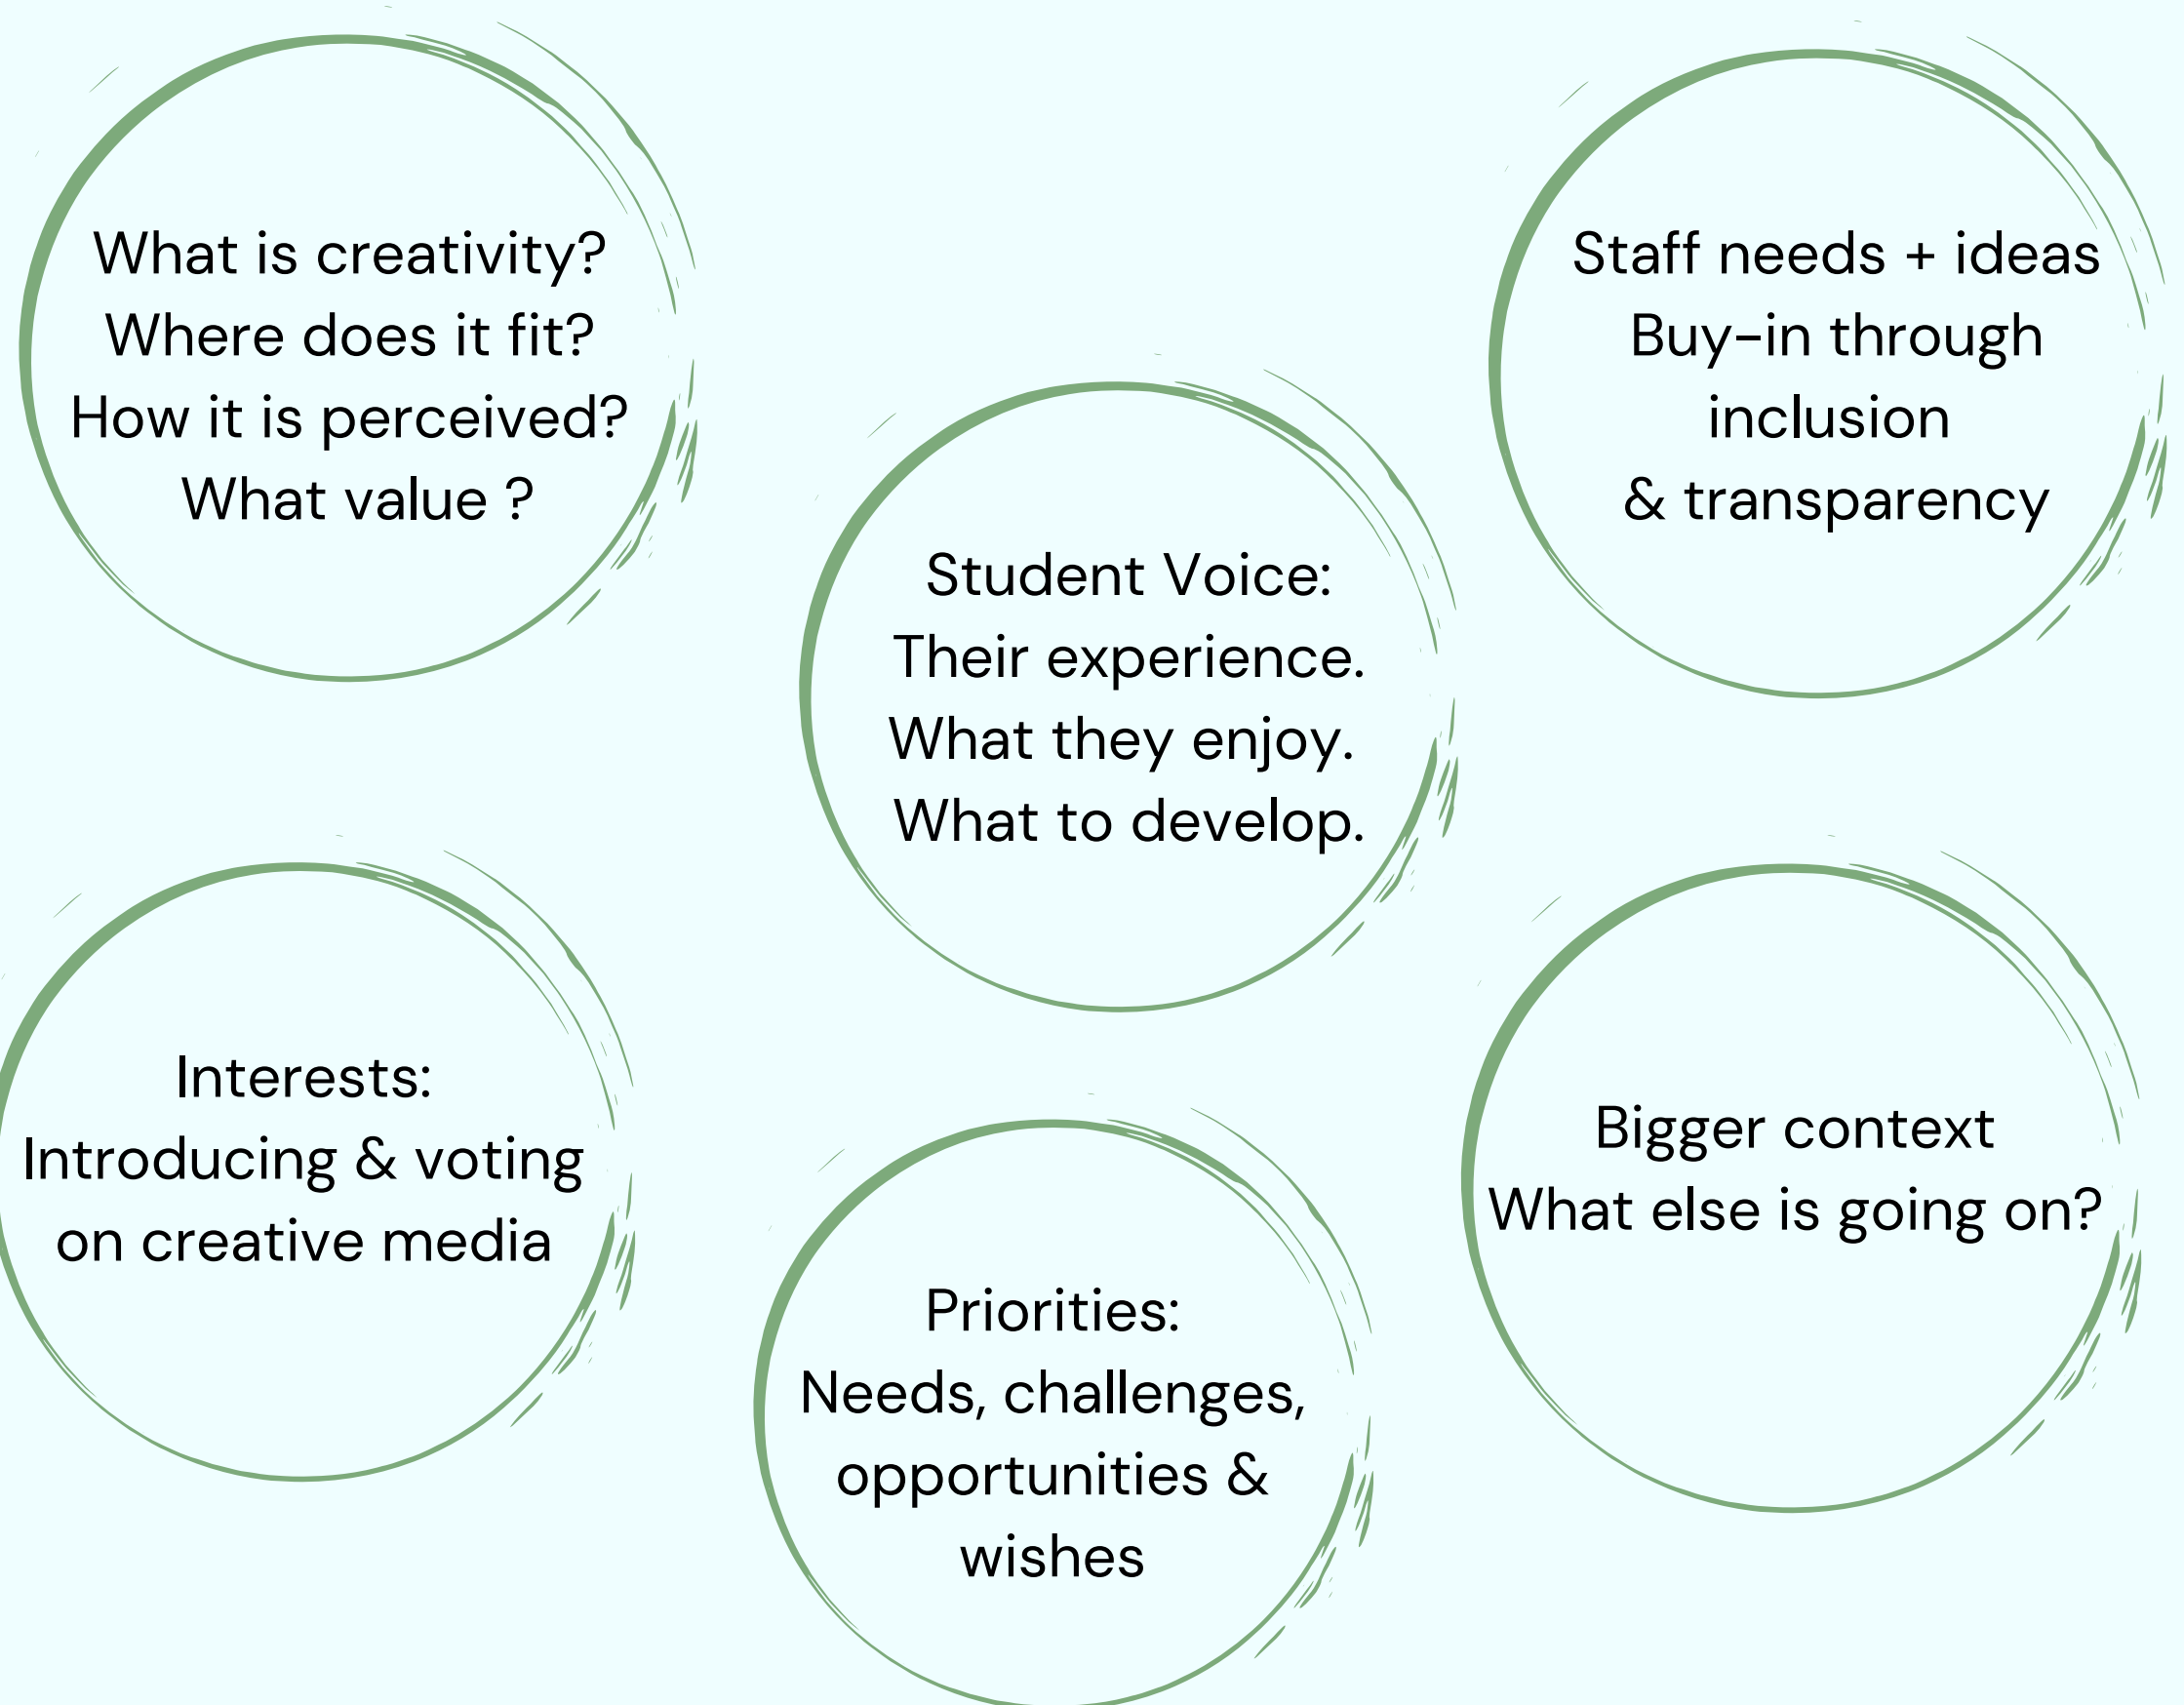 What is creativity?
Where does it fit?
How it is perceived?
What value ?
Staff needs + ideas
Buy-in through
inclusion
& transparency
Student Voice:
Their experience.
What they enjoy.
What to develop.
Interests:
Introducing & voting
on creative media
Bigger context
What else is going on?
Priorities:
Needs, challenges,
opportunities &
wishes